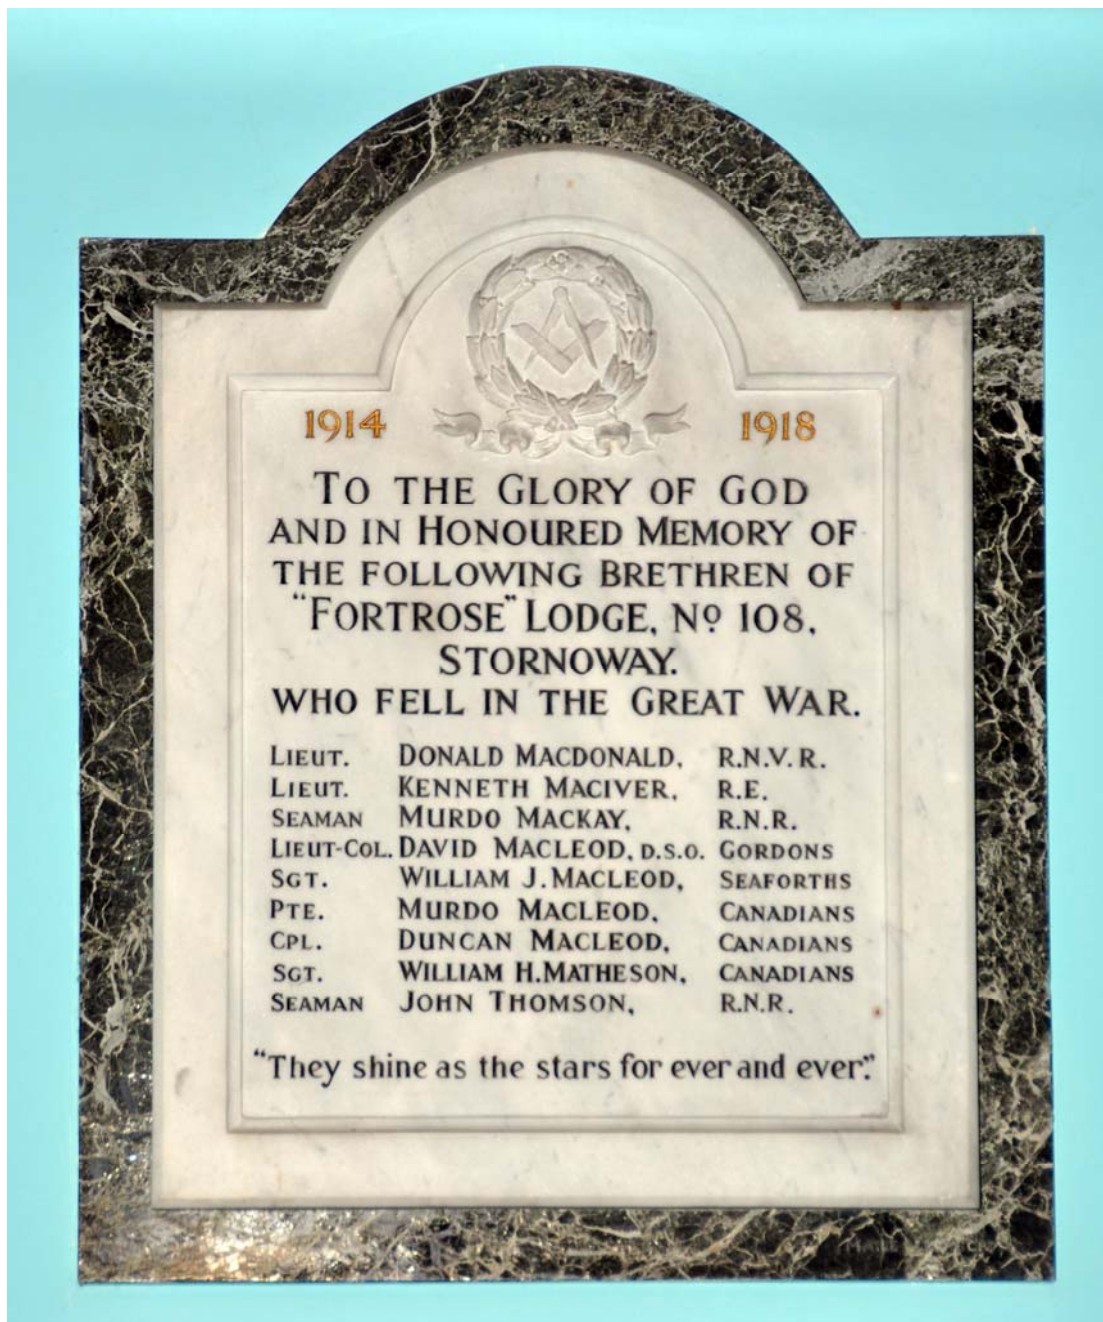 1914 1918
TO THE GLORY OF GOD
AND IN HONOURED MEMORY OF
THE FOLLOWING BRETHREN OF
"FORTROSE" LODGE, Nº 108,
STORNOWAY.
WHO FELL IN THE GREAT WAR.
LIEUT. DONALD MACDONALD, R.N.V.R.
LIEUT. KENNETH MACIVER, R.E.
SEAMAN MURDO MACKAY, R.N.R.
LIEUT-COL. DAVID MACLEOD, D.S.O. GORDONS
SGT. WILLIAM J. MACLEOD, SEAFORTHS
PTE. MURDO MACLEOD, CANADIANS
CPL. DUNCAN MACLEOD, CANADIANS
SGT. WILLIAM H. MATHESON, CANADIANS
SEAMAN JOHN THOMSON, R.N.R.
"They shine as the stars for ever and ever".